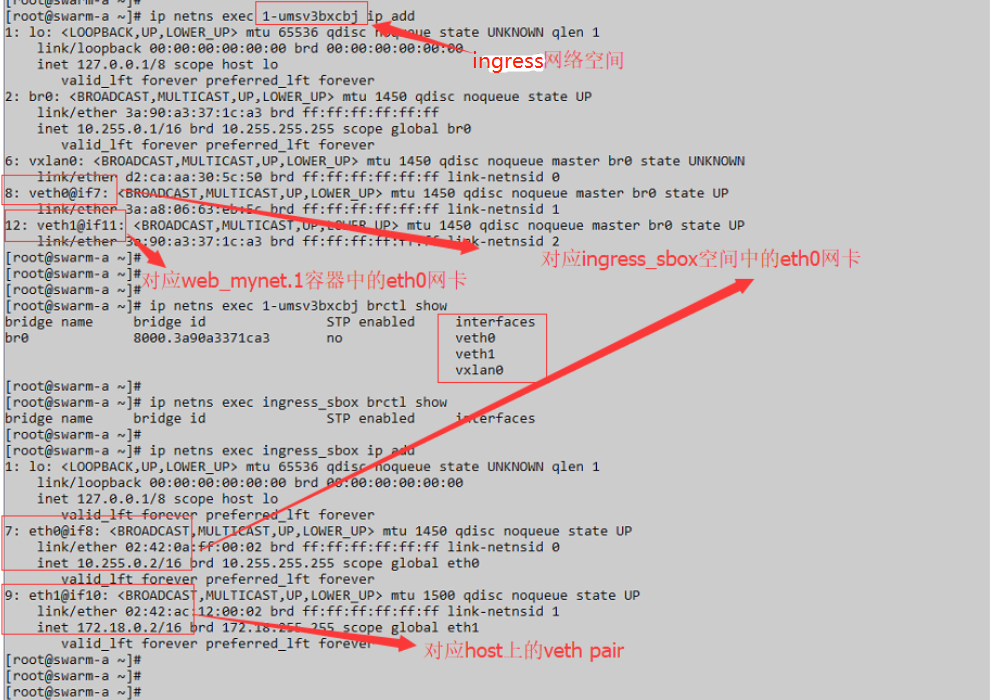 [root@swarm-a ~]#
[root@swarm-a ~]# ip netns exec 1-umsv3bxcbj ip add
1: lo: <LOOPBACK,UP,LOWER_UP> mtu 65536 qdisc noqueue state UNKNOWN qlen 1
link/loopback 00:00:00:00:00:00 brd 00:00:00:00:00:00
ingress网络空间
inet 127.0.0.1/8 scope host lo
valid_lft forever preferred_lft forever
2: br0: <BROADCAST,MULTICAST,UP,LOWER_UP> mtu 1450 qdisc noqueue state UP
link/ether 3a:90:a3:37:1c:a3 brd ff:ff:ff:ff:ff:ff
inet 10.255.0.1/16 brd 10.255.255.255 scope global br0
valid_lft forever preferred_lft forever
6: vxlan0: <BROADCAST,MULTICAST,UP,LOWER_UP> mtu 1450 qdisc noqueue master br0 state UNKNOWN
link/ether d2:ca:aa:30:5c:50 brd ff:ff:ff:ff:ff:ff link-netnsid 0
8: veth0@if7: <BROADCAST,MULTICAST,UP,LOWER_UP> mtu 1450 qdisc noqueue master br0 state UP
link/ether 3a:a8:06:63:eb:5c brd ff:ff:ff:ff:ff:ff link-netnsid 1
12: veth1@if11: <BROADCAST,MULTICAST,UP,LOWER_UP> mtu 1450 qdisc noqueue master br0 state UP
link/ether 3a:90:a3:37:1c:a3 brd ff:ff:ff:ff:ff:ff link-netnsid 2
[root@swarm-a ~]#
对应ingress_sbox空间中的eth0网卡
[root@swarm-a ~]#
对应web_mynet.1容器中的eth0网卡
[root@swarm-a ~]#
[root@swarm-a ~]# ip netns exec 1-umsv3bxcbj brctl show
bridge name bridge id STP enabled interfaces
br0 8000.3a90a3371ca3 no veth0
veth1
vxlan0
[root@swarm-a ~]#
[root@swarm-a ~]# ip netns exec ingress_sbox brctl show
bridge name bridge id STP enabled interfaces
[root@swarm-a ~]#
[root@swarm-a ~]# ip netns exec ingress_sbox ip add
1: lo: <LOOPBACK,UP,LOWER_UP> mtu 65536 qdisc noqueue state UNKNOWN qlen 1
link/loopback 00:00:00:00:00:00 brd 00:00:00:00:00:00
inet 127.0.0.1/8 scope host lo
valid_lft forever preferred_lft forever
7: eth0@if8: <BROADCAST,MULTICAST,UP,LOWER_UP> mtu 1450 qdisc noqueue state UP
link/ether 02:42:0a:ff:00:02 brd ff:ff:ff:ff:ff:ff link-netnsid 0
inet 10.255.0.2/16 brd 10.255.255.255 scope global eth0
valid_lft forever preferred_lft forever
9: eth1@if10: <BROADCAST,MULTICAST,UP,LOWER_UP> mtu 1500 qdisc noqueue state UP
link/ether 02:42:ac:12:00:02 brd ff:ff:ff:ff:ff:ff link-netnsid 1
inet 172.18.0.2/16 brd 172.18.255.255 scope global eth1
valid_lft forever preferred_lft forever
对应host上的veth pair
[root@swarm-a ~]#
[root@swarm-a ~]#
[root@swarm-a ~]#